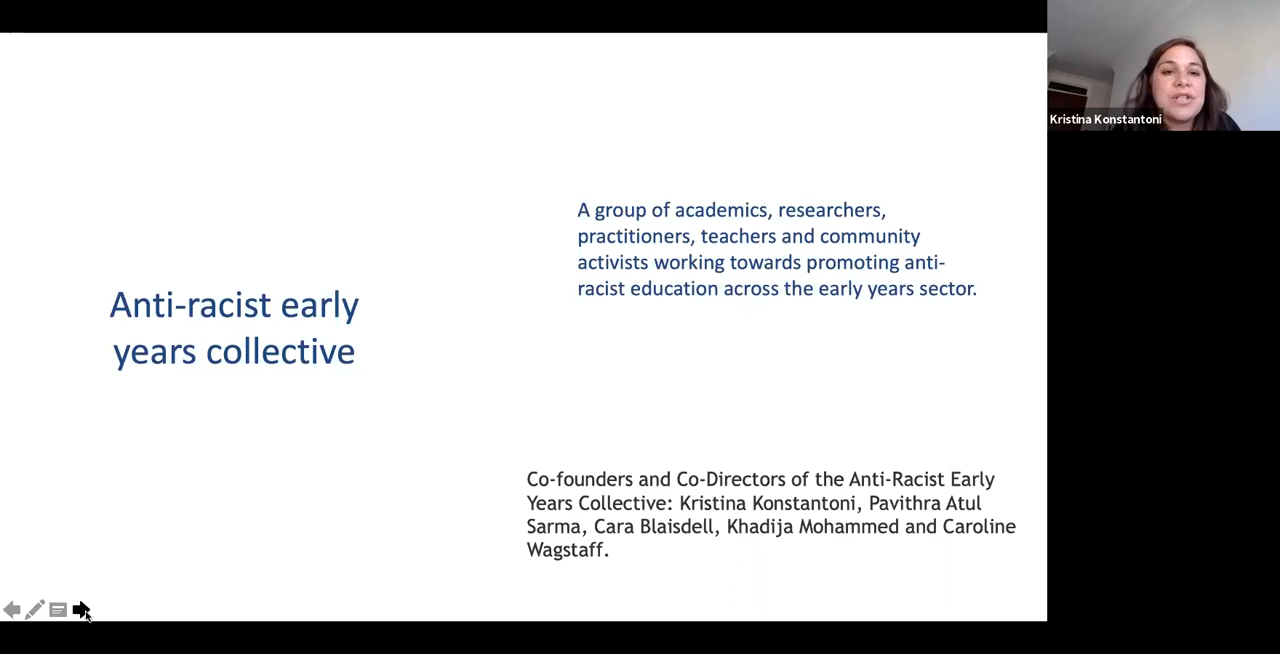 Anti-racist early
years collective
A group of academics, researchers,
practitioners, teachers and community
activists working towards promoting anti-
racist education across the early years sector.
Co-founders and Co-Directors of the Anti-Racist Early
Years Collective: Kristina Konstantoni, Pavithra Atul
Sarma, Cara Blaisdell, Khadija Mohammed and Caroline
Wagstaff.
Kristina Konstantoni